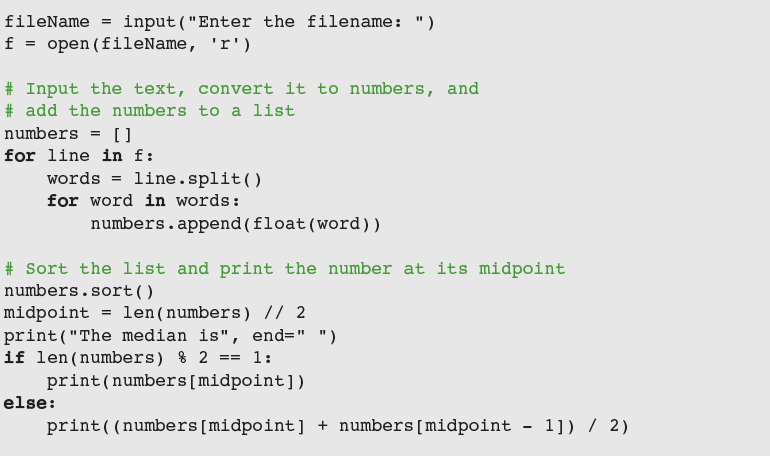 fileName = input("Enter the filename: ")
f = open(fileName, 'r')

# Input the text, convert it to numbers, and
# add the numbers to a list
numbers = []
for line in f:
    words = line.split()
    for word in words:
        numbers.append(float(word))

# Sort the list and print the number at its midpoint
numbers.sort()
midpoint = len(numbers) // 2
print("The median is", end=" ")
if len(numbers) % 2 == 1:
    print(numbers[midpoint])
else:
    print((numbers[midpoint] + numbers[midpoint - 1]) / 2)